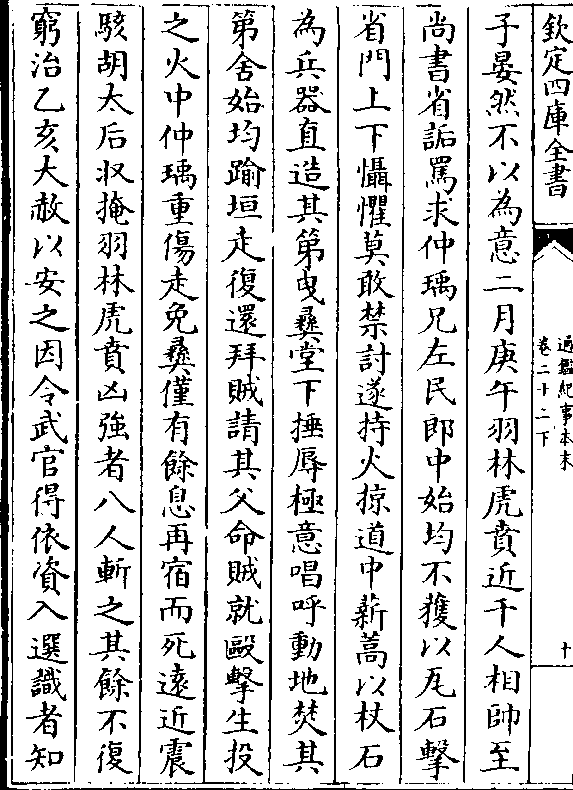 欽定四庫全書
通鑑紀事本末
卷二十二下
十
子晏然不以為意二月庚午羽林虎賁近千人相帥至
尚書省詬罵求仲瑀兄左民郎中始均不獲以瓦石擊
省門上下懾懼莫敢禁討遂持火掠道中薪蒿以杖石
為兵器直造其第曳彛堂下捶辱極意唱呼動地焚其
第舍始均踰垣走復還拜賊請其父命賊就毆擊生投
之火中仲瑀重傷走免彛僅有餘息再宿而死遠近震
駭胡太后收掩羽林虎賁凶強者八人斬之其餘不復
窮治乙亥大赦以安之因令武官得依資入選識者知